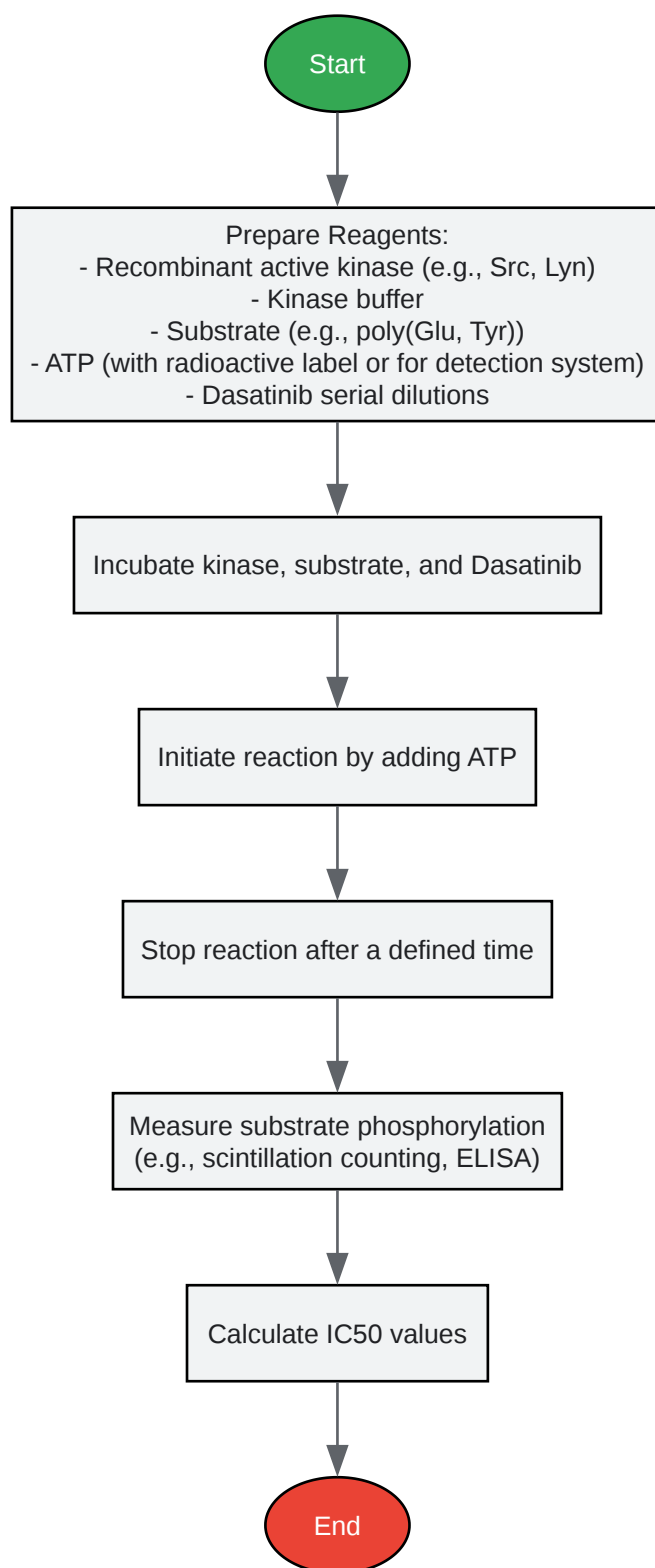 Start
Prepare Reagents:
- Recombinant active kinase (e.g., Src, Lyn)
- Kinase buffer
- Substrate (e.g., poly(Glu, Tyr))
- ATP (with radioactive label or for detection system)
- Dasatinib serial dilutions
Incubate kinase, substrate, and Dasatinib
Initiate reaction by adding ATP
Stop reaction after a defined time
Measure substrate phosphorylation
(e.g., scintillation counting, ELISA)
Calculate IC50 values
End